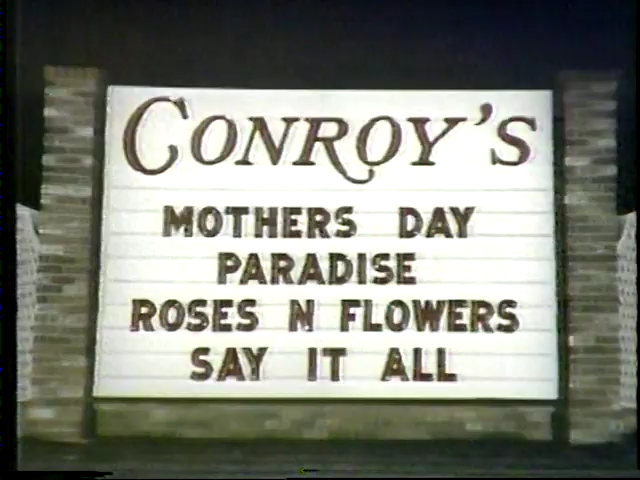 CONROY'S
MOTHERS DAY
PARADISE
ROSES N FLOWERS
SAY IT ALL